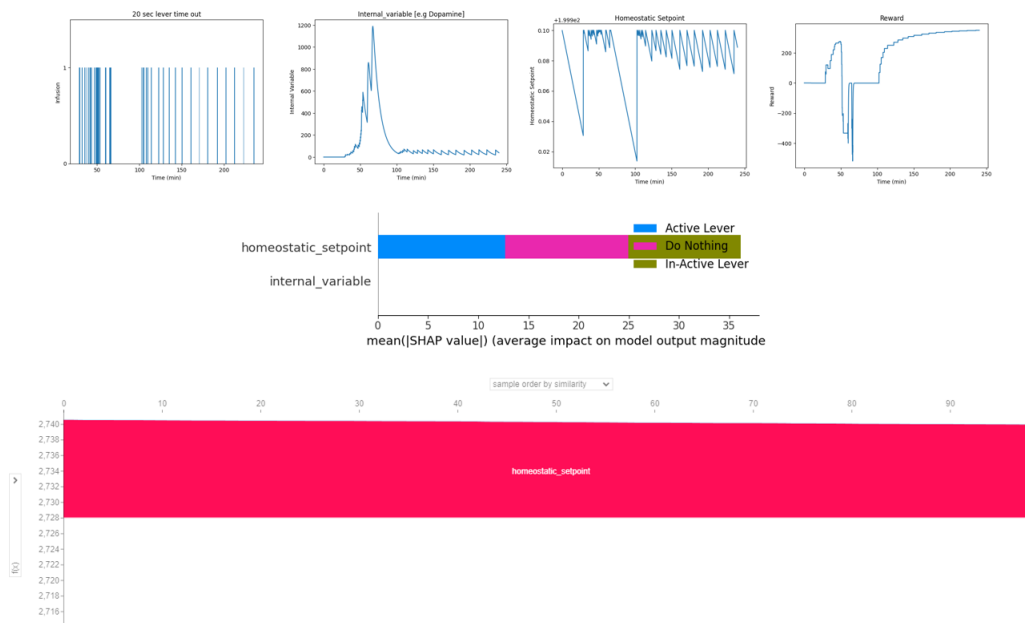 20 sec lever time out
Infusion
1
0
50 100 150 200 250
Time (min)
Internal_variable [e.g Dopamine]
Internal Variable
1200
1000
800
600
400
200
0
0 50 100 150 200 250
Time (min)
Homeostatic Setpoint
+1.999e2
Homeostatic Setpoint
0.10
0.08
0.06
0.04
0.02
0 50 100 150 200 250
Time (min)
Reward
Reward
200
0
−200
−400
0 50 100 150 200 250
Time (min)
homeostatic_setpoint
internal_variable
Active Lever
Do Nothing
In-Active Lever
0 5 10 15 20 25 30 35
mean(|SHAP value|) (average impact on model output magnitude
sample order by similarity
0 10 20 30 40 50 60 70 80 90
f(x)
2,740
2,738
2,736
2,734
2,732
2,730
2,728
2,726
2,724
2,722
2,720
2,718
2,716
homeostatic_setpoint